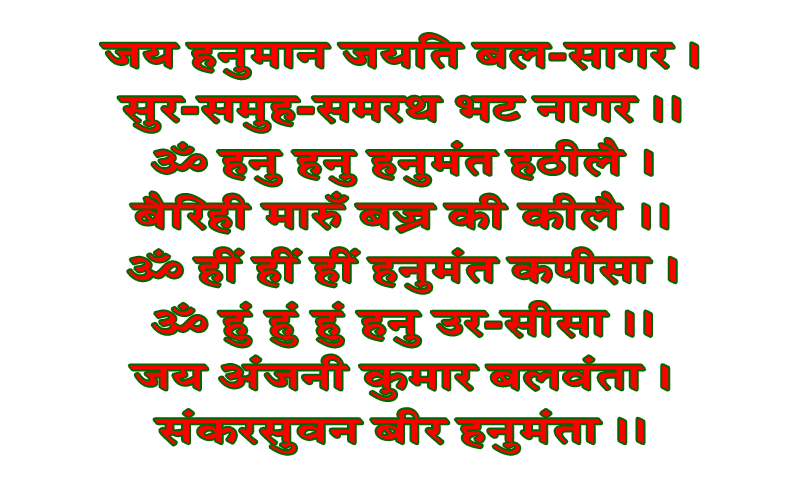 जय हनुमान जयति बल-सागर ।
सुर-समुह-समरथ भट नागर ।।
ॐ हनु हनु हनुमंत हठीलै ।
बैरिही मारुँ बज्र की कीलै ।।
ॐ हीं हीं हीं हनुमंत कपीसा ।
ॐ हुं हुं हुं हनु उर-सीसा ।।
जय अंजनी कुमार बलवंता ।
संकरसुवन बीर हनुमंता ।।